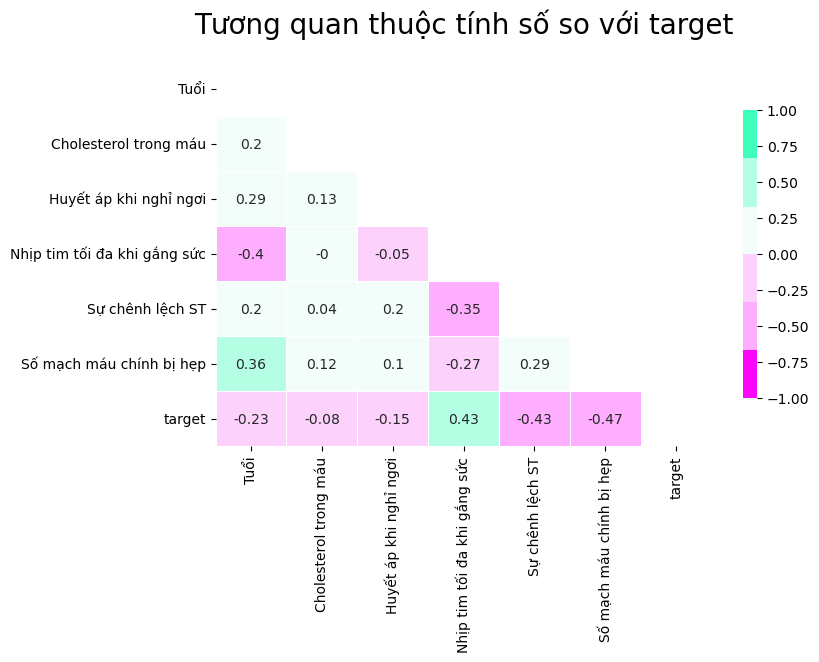 Tương quan thuộc tính số so với target
Tuổi
Cholesterol trong máu 0.2
Huyết áp khi nghỉ ngơi 0.29 0.13
Nhịp tim tối đa khi gắng sức -0.4 -0 -0.05
Sự chênh lệch ST 0.2 0.04 0.2 -0.35
Số mạch máu chính bị hẹp 0.36 0.12 0.1 -0.27 0.29
target -0.23 -0.08 -0.15 0.43 -0.43 -0.47
Tuổi
Cholesterol trong máu
Huyết áp khi nghỉ ngơi
Nhịp tim tối đa khi gắng sức
Sự chênh lệch ST
Số mạch máu chính bị hẹp
target
1.00
0.75
0.50
0.25
0.00
−0.25
−0.50
−0.75
−1.00